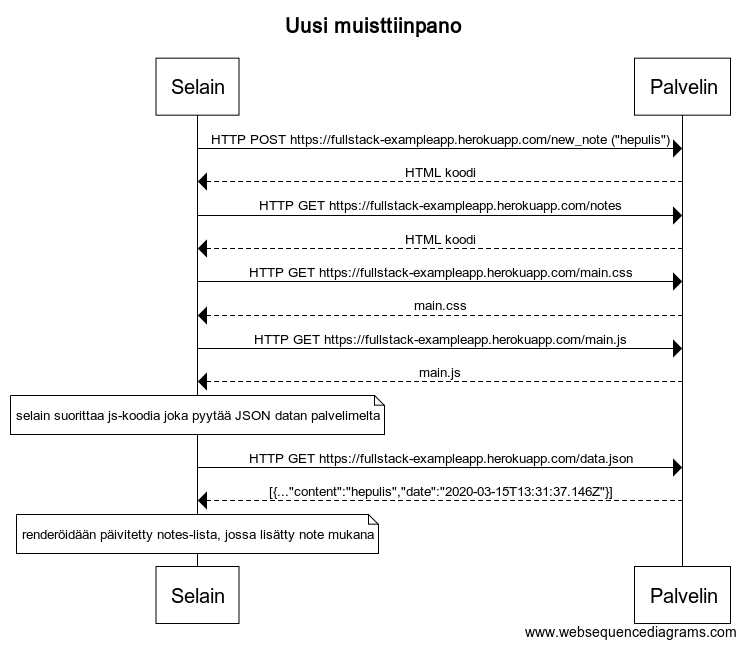 Uusi muisttiinpano
Selain
Palvelin
HTTP POST https://fullstack-exampleapp.herokuapp.com/new_note ("hepulis")
HTML koodi
HTTP GET https://fullstack-exampleapp.herokuapp.com/notes
HTML koodi
HTTP GET https://fullstack-exampleapp.herokuapp.com/main.css
main.css
HTTP GET https://fullstack-exampleapp.herokuapp.com/main.js
main.js
selain suorittaa js-koodia joka pyytää JSON datan palvelimelta
HTTP GET https://fullstack-exampleapp.herokuapp.com/data.json
[{..."content":"hepulis","date":"2020-03-15T13:31:37.146Z"}]
renderöidään päivitetty notes-lista, jossa lisätty note mukana
Selain
Palvelin
www.websequencediagrams.com